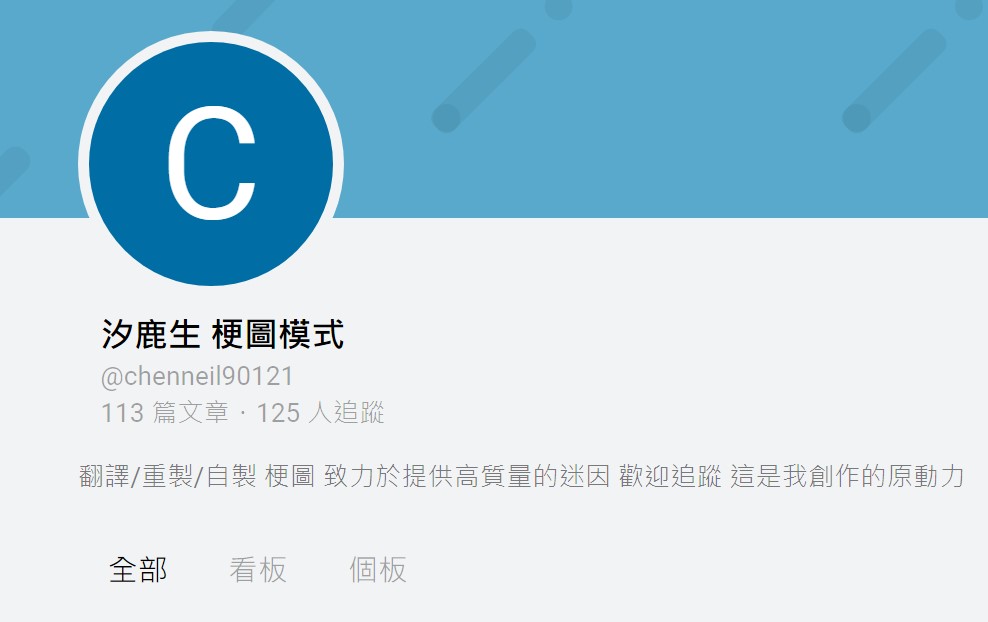 C
汐鹿生 梗圖模式
@chenneil90121
113 篇文章 · 125 人追蹤
翻譯/重製/自製 梗圖 致力於提供高質量的迷因 歡迎追蹤 這是我創作的原動力
全部 看板 個板